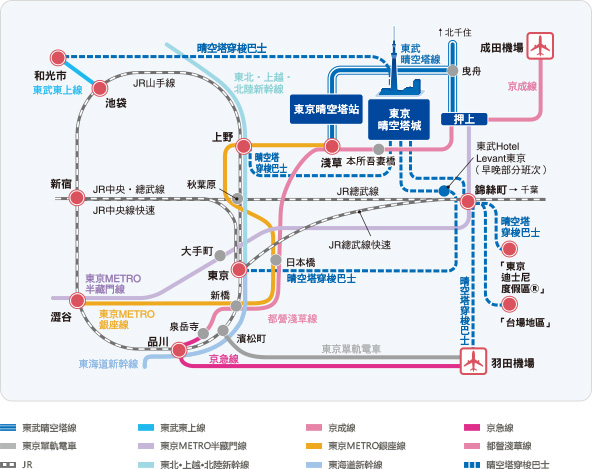 ↑北千住
晴空塔穿梭巴士
東武
晴空塔線
成田機場
和光市
東武東上線
池袋
JR山手線
東北・上越・
北陸新幹線
曳舟
京成線
東京晴空塔站
東京
晴空塔城
押上
上野
晴空塔
穿梭巴士
淺草
本所吾妻橋
東武Hotel
Levant東京
（早晚部分班次）
新宿
JR中央・總武線
JR中央線快速
秋葉原
JR總武線
錦絲町→千葉
晴空塔
穿梭巴士
大手町
東京
日本橋
JR總武線快速
晴空塔穿梭巴士
「東京
迪士尼
度假區®」
東京METRO
半藏門線
新橋
晴空塔穿梭巴士
「台場地區」
澀谷
東京METRO
銀座線
泉岳寺
都營淺草線
品川
濱松町
東京單軌電車
東海道新幹線
京急線
羽田機場
東武晴空塔線
東武東上線
京成線
京急線
東京單軌電車
東京METRO半藏門線
東京METRO銀座線
都營淺草線
JR
東北・上越・北陸新幹線
東海道新幹線
晴空塔穿梭巴士